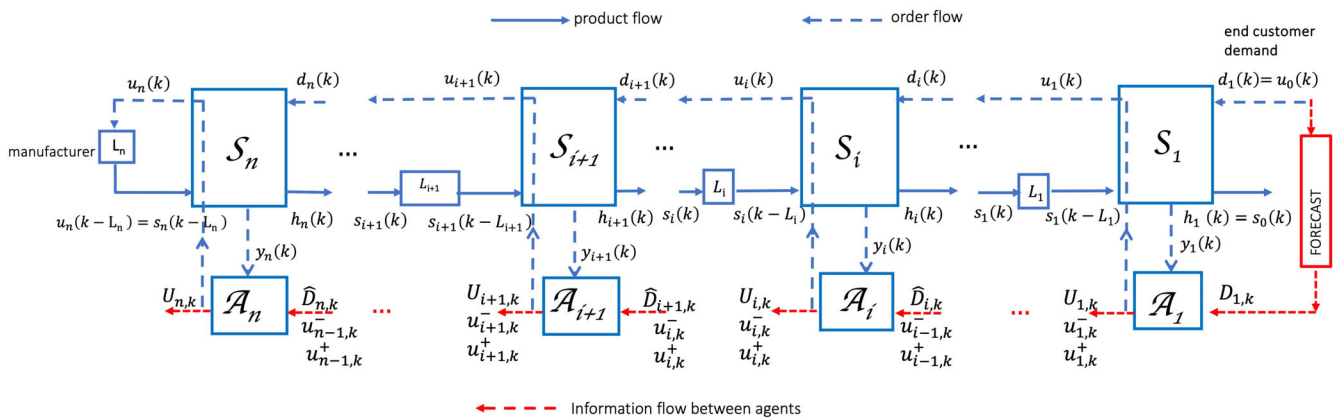 product flow
order flow
end customer
demand
u_n(k)
d_n(k)
u_{i+1}(k)
d_{i+1}(k)
u_i(k)
d_i(k)
u_1(k)
d_1(k)= u_0(k)
manufacturer
L_n
S_n
...
L_{i+1}
S_{i+1}
...
L_i
S_i
...
L_1
S_1
FORECAST
u_n(k − L_n) = s_n(k − L_n)
h_n(k)
s_{i+1}(k)
s_{i+1}(k − L_{i+1})
h_{i+1}(k)
s_i(k)
s_i(k − L_i)
h_i(k)
s_1(k)
s_1(k − L_1)
h_1 (k) = s_0(k)
y_n(k)
y_{i+1}(k)
y_i(k)
y_1(k)
U_{n,k}
A_n
D̂_{n,k}
u^-_{n−1,k}
u^+_{n−1,k}
...
U_{i+1,k}
u^-_{i+1,k}
u^+_{i+1,k}
A_{i+1}
D̂_{i+1,k}
u^-_{i,k}
u^+_{i,k}
...
U_{i,k}
u^-_{i,k}
u^+_{i,k}
A_i
D̂_{i,k}
u^-_{i−1,k}
u^+_{i−1,k}
...
U_{1,k}
u^-_{1,k}
u^+_{1,k}
A_1
D_{1,k}
Information flow between agents